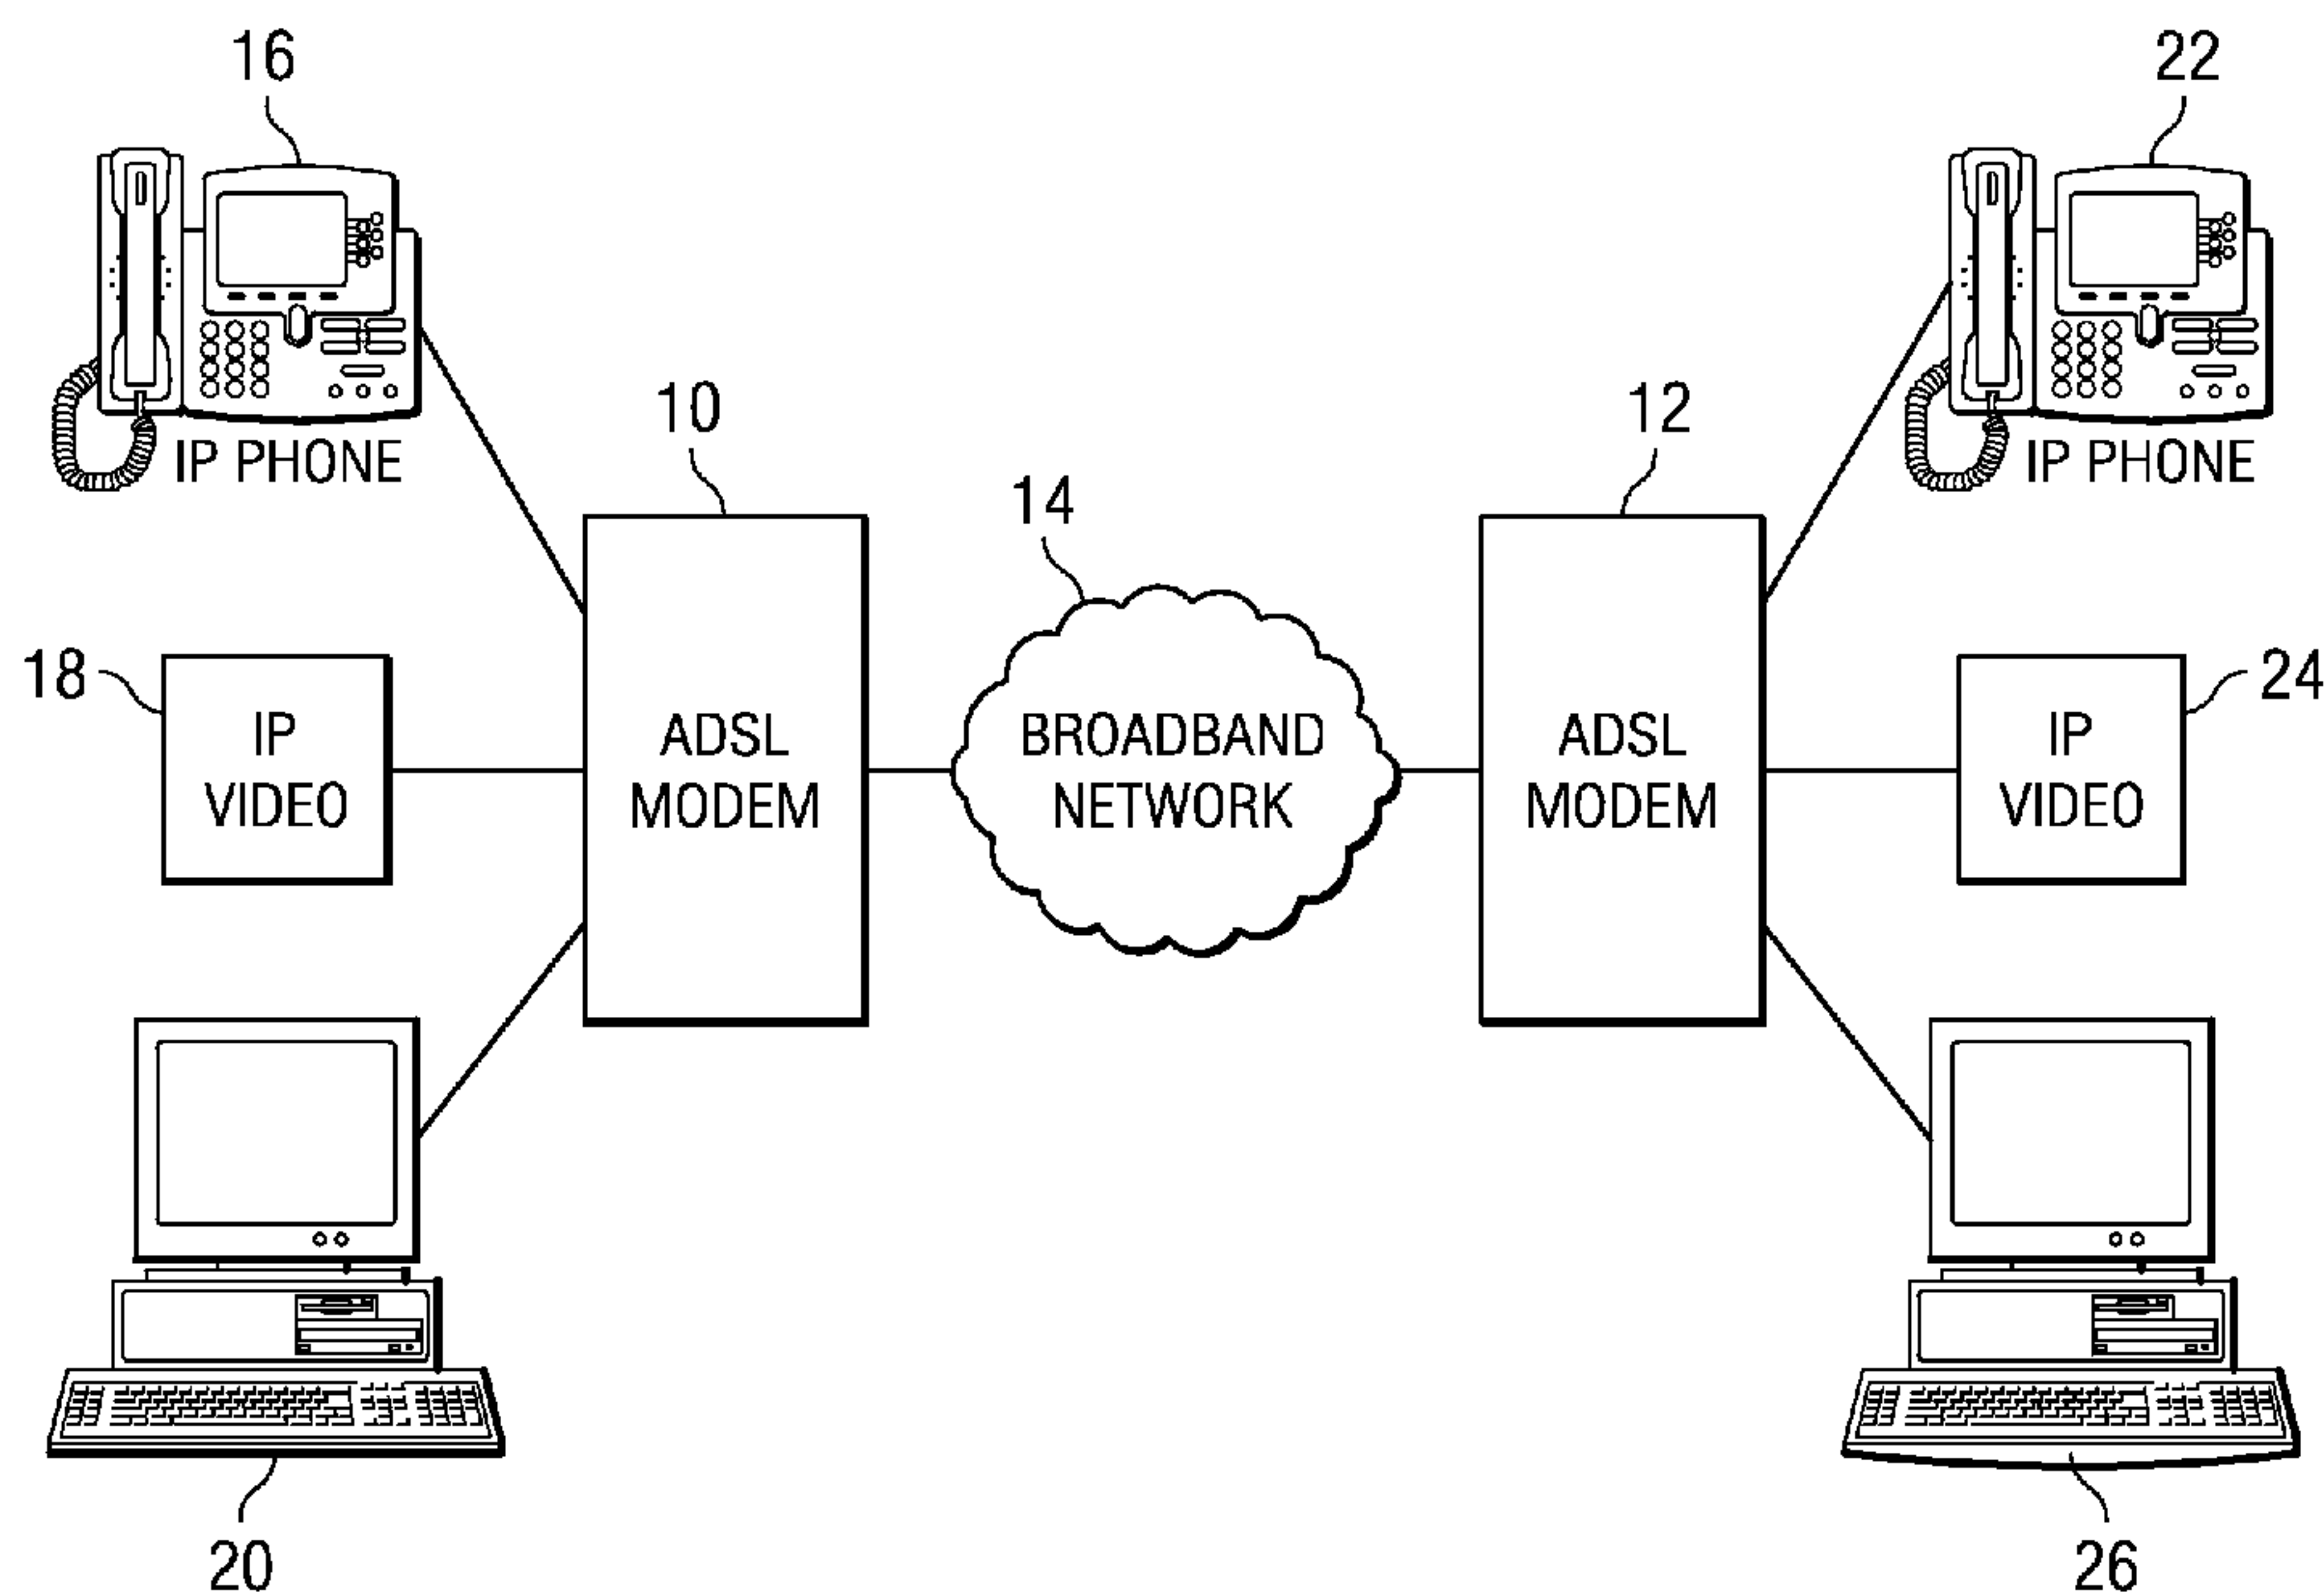 16
22
IP PHONE
10
12
IP PHONE
14
18
IP
VIDEO
ADSL
MODEM
BROADBAND
NETWORK
ADSL
MODEM
IP
VIDEO
24
20
26